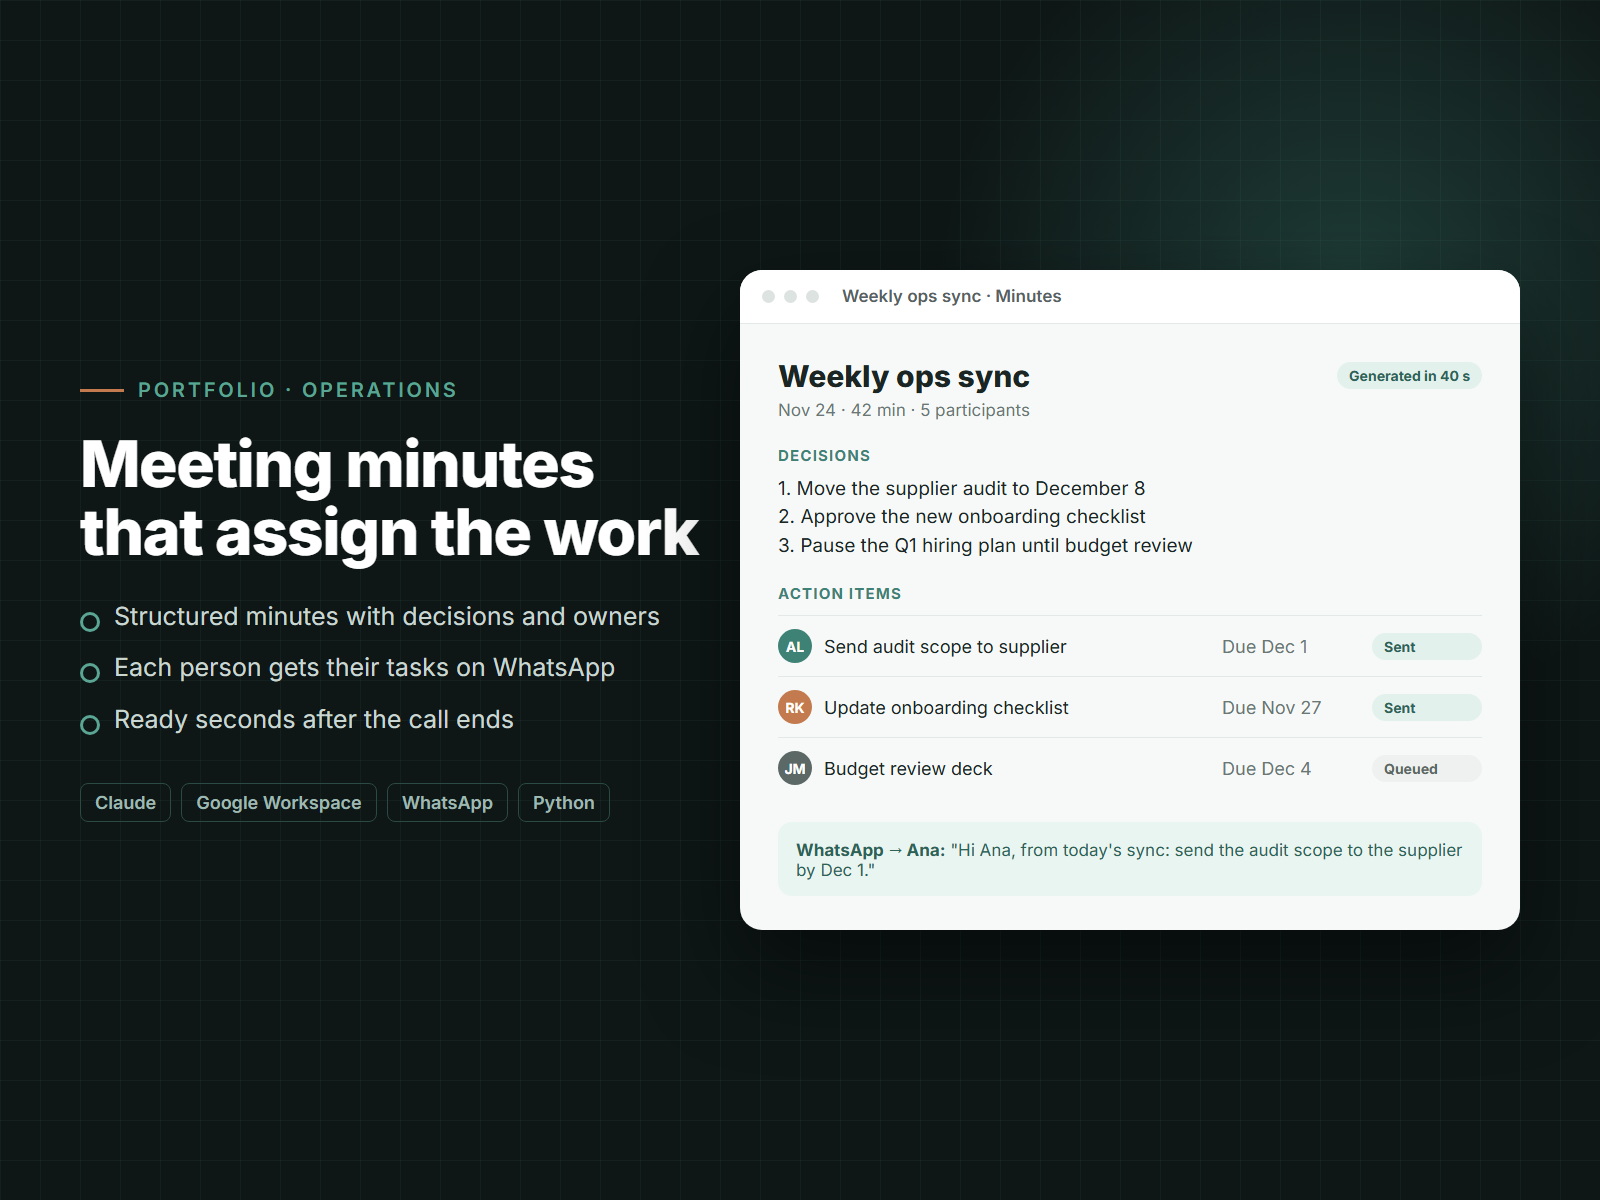 PORTFOLIO · OPERATIONS
Meeting minutes
that assign the work
Structured minutes with decisions and owners
Each person gets their tasks on WhatsApp
Ready seconds after the call ends
Claude
Google Workspace
WhatsApp
Python
Weekly ops sync · Minutes
Weekly ops sync
Generated in 40 s
Nov 24 · 42 min · 5 participants
DECISIONS
1. Move the supplier audit to December 8
2. Approve the new onboarding checklist
3. Pause the Q1 hiring plan until budget review
ACTION ITEMS
AL Send audit scope to supplier Due Dec 1 Sent
RK Update onboarding checklist Due Nov 27 Sent
JM Budget review deck Due Dec 4 Queued
WhatsApp → Ana: "Hi Ana, from today's sync: send the audit scope to the supplier
by Dec 1."